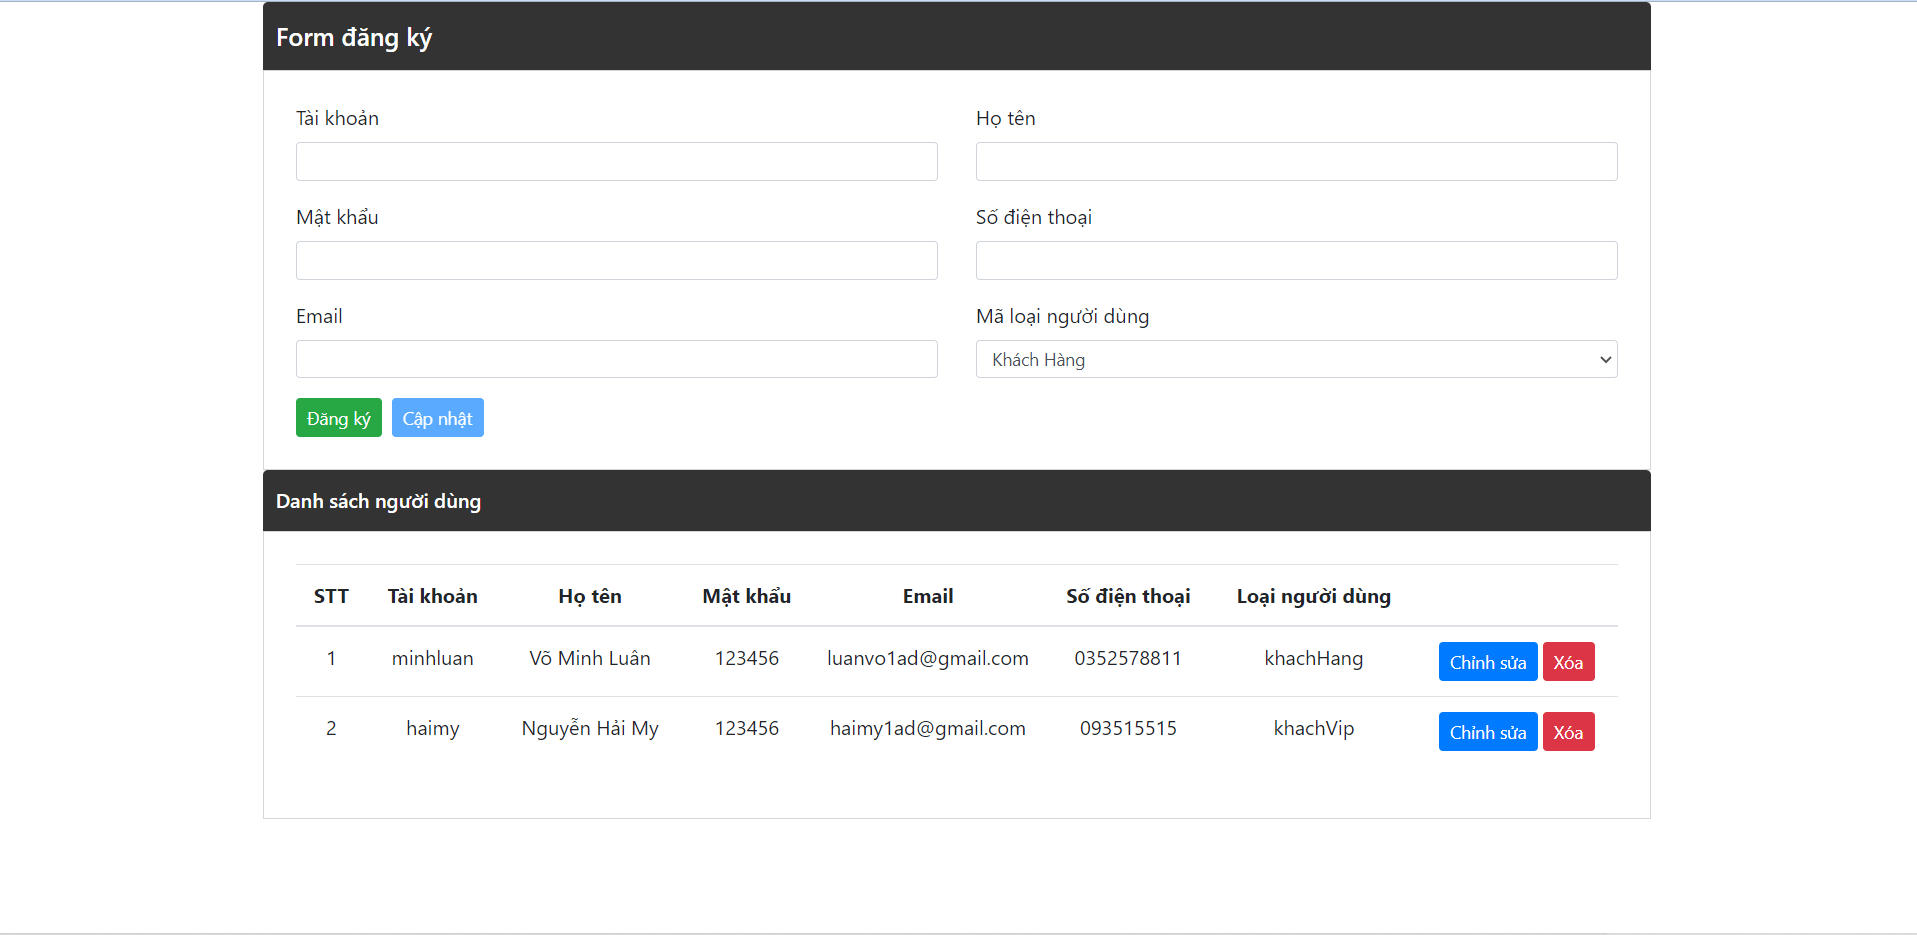 Form đăng ký
Tài khoản Họ tên
Mật khẩu Số điện thoại
Email Mã loại người dùng
Khách Hàng
Đăng ký Cập nhật
Danh sách người dùng
STT Tài khoản Họ tên Mật khẩu Email Số điện thoại Loại người dùng
1 minhluan Võ Minh Luân 123456 luanvo1ad@gmail.com 0352578811 khachHang Chỉnh sửa Xóa
2 haimy Nguyễn Hải My 123456 haimy1ad@gmail.com 093515515 khachVip Chỉnh sửa Xóa